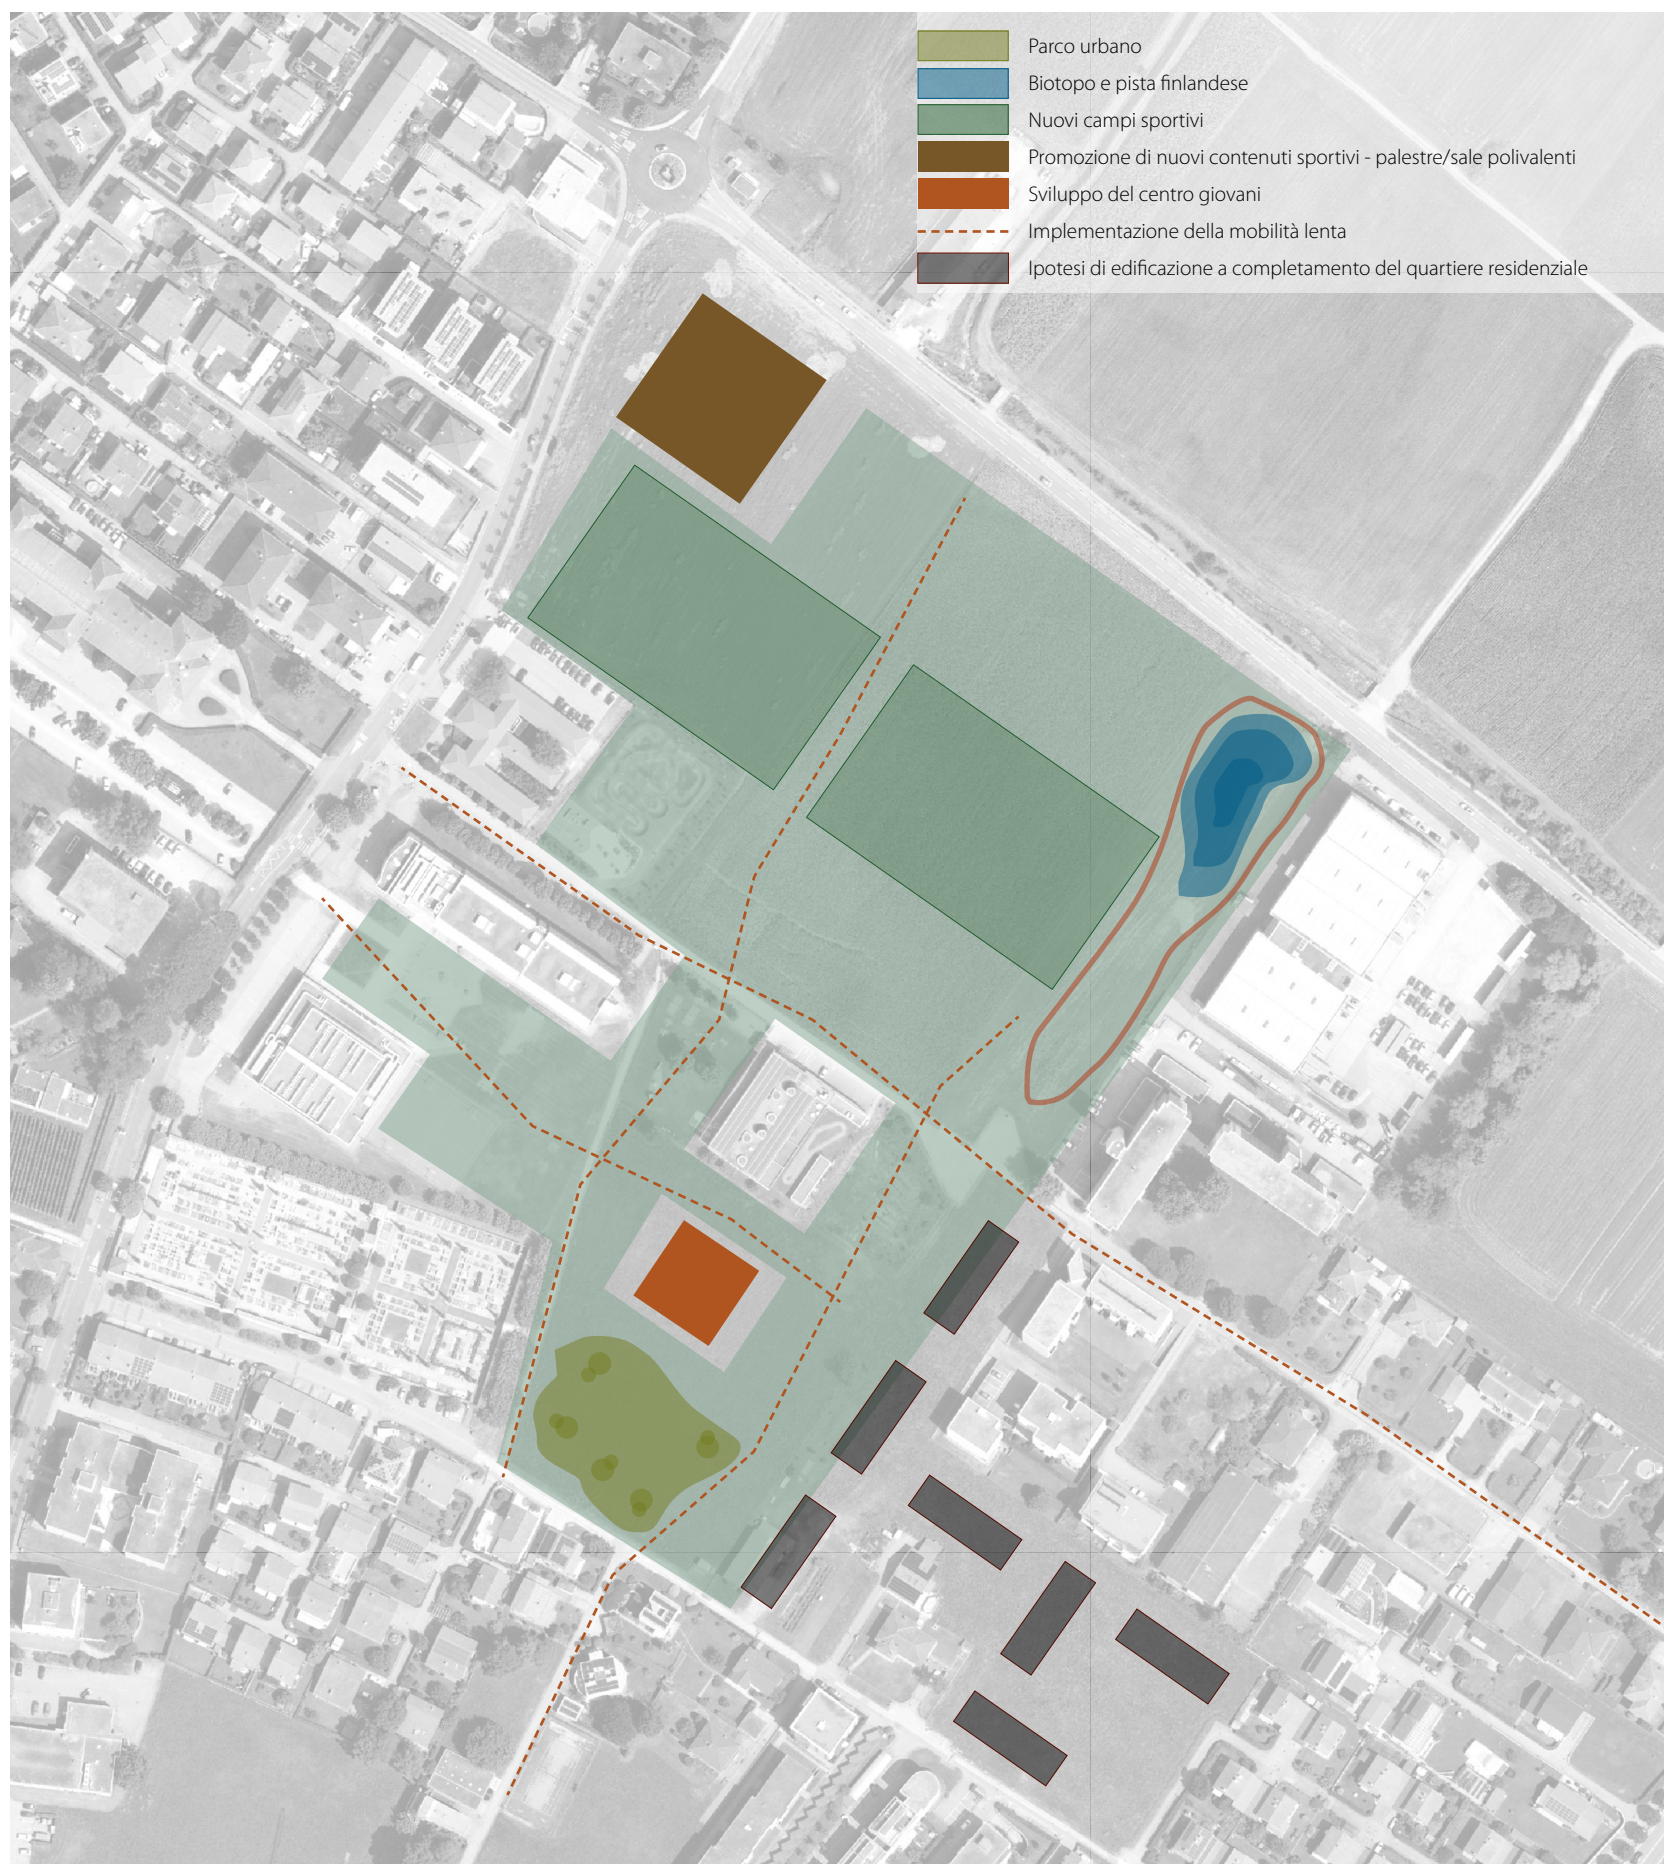 Parco urbano
Biotopo e pista finlandese
Nuovi campi sportivi
Promozione di nuovi contenuti sportivi - palestre/sale polivalenti
Sviluppo del centro giovani
Implementazione della mobilità lenta
Ipotesi di edificazione a completamento del quartiere residenziale